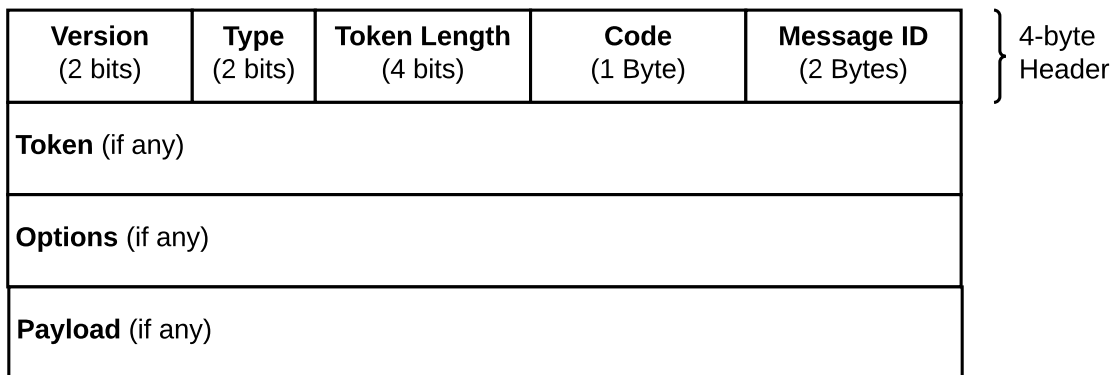 Version Type Token Length Code Message ID 4-byte
(2 bits) (2 bits) (4 bits) (1 Byte) (2 Bytes) Header
Token (if any)
Options (if any)
Payload (if any)